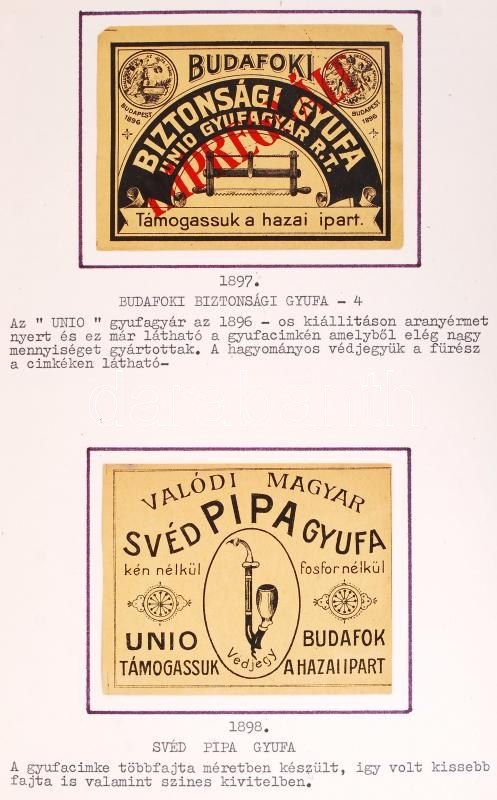 BUDAFOKI
BUDAPEST
1896
BUDAPEST
1896
BIZTONSÁGI GYUFA
UNIO GYUFAGYÁR R.T.
IMPREGNÁLT
Támogassuk a hazai ipart.
1897.
BUDAFOKI BIZTONSÁGI GYUFA - 4
Az " UNIO " gyufagyár az 1896 - os kiállitáson aranyérmet
nyert és ez már látható a gyufacimkén amelyből elég nagy
mennyiséget gyártottak. A hagyományos védjegyük a fürész
a cimkéken látható-
VALÓDI MAGYAR
SVÉD PIPA GYUFA
kén nélkül fosfor nélkül
Védjegy
UNIO BUDAFOK
TÁMOGASSUK A HAZAI IPART
1898.
SVÉD PIPA GYUFA
A gyufacimke többfajta méretben készült, igy volt kissebb
fajta is valamint szines kivitelben.